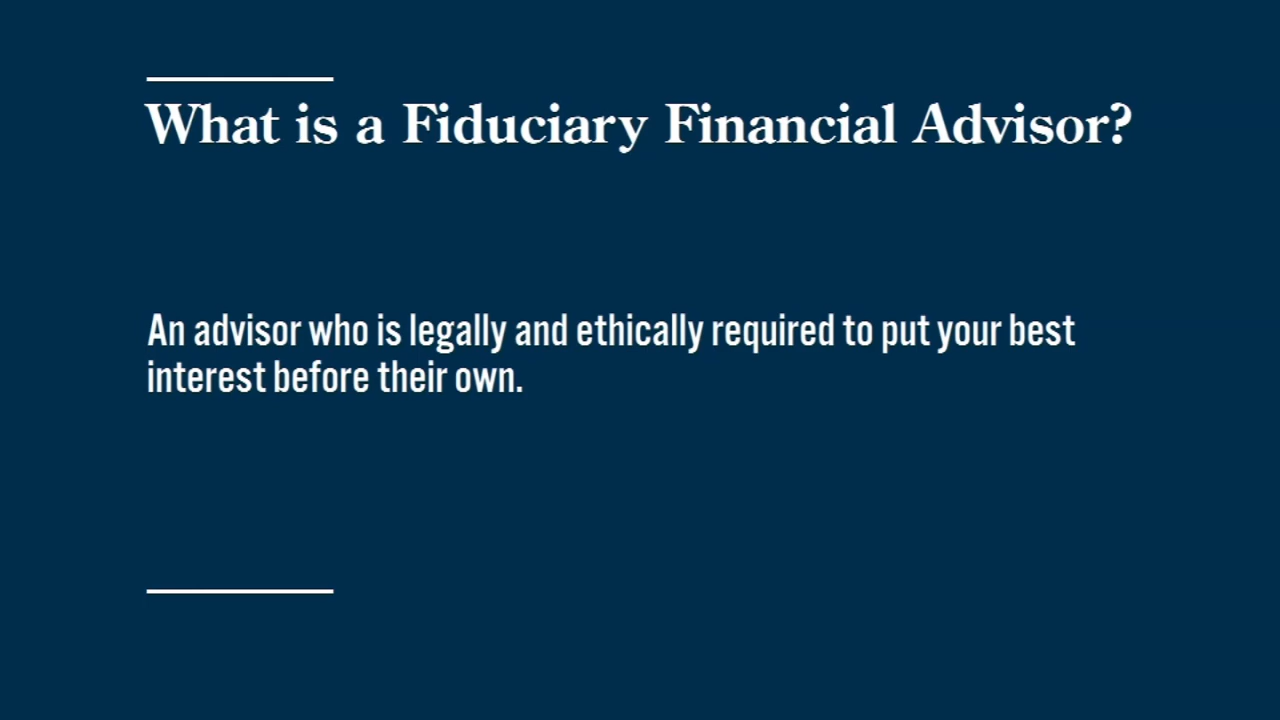 What is a Fiduciary Financial Advisor?
An advisor who is legally and ethically required to put your best
interest before their own.